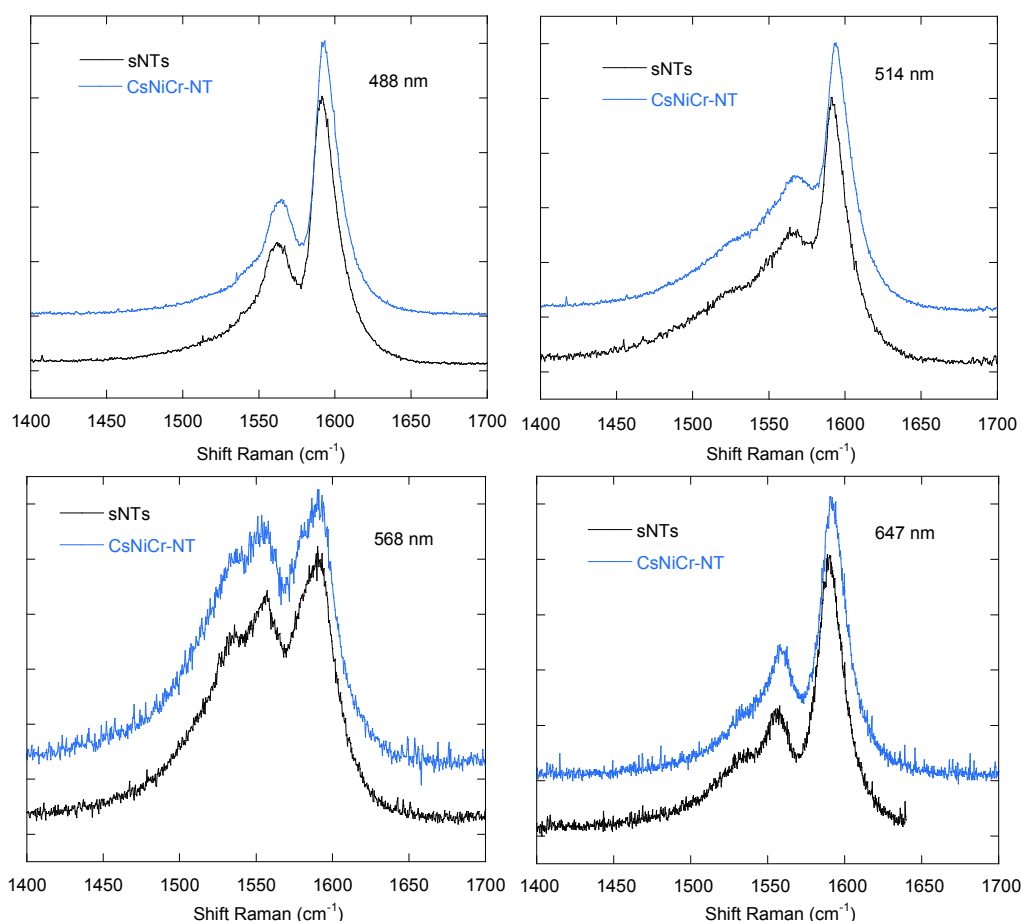 sNTs
CsNiCr-NT
488 nm
1400 1450 1500 1550 1600 1650 1700
Shift Raman (cm-1)
sNTs
CsNiCr-NT
514 nm
1400 1450 1500 1550 1600 1650 1700
Shift Raman (cm-1)
sNTs
CsNiCr-NT
568 nm
1400 1450 1500 1550 1600 1650 1700
Shift Raman (cm-1)
sNTs
CsNiCr-NT
647 nm
1400 1450 1500 1550 1600 1650 1700
Shift Raman (cm-1)